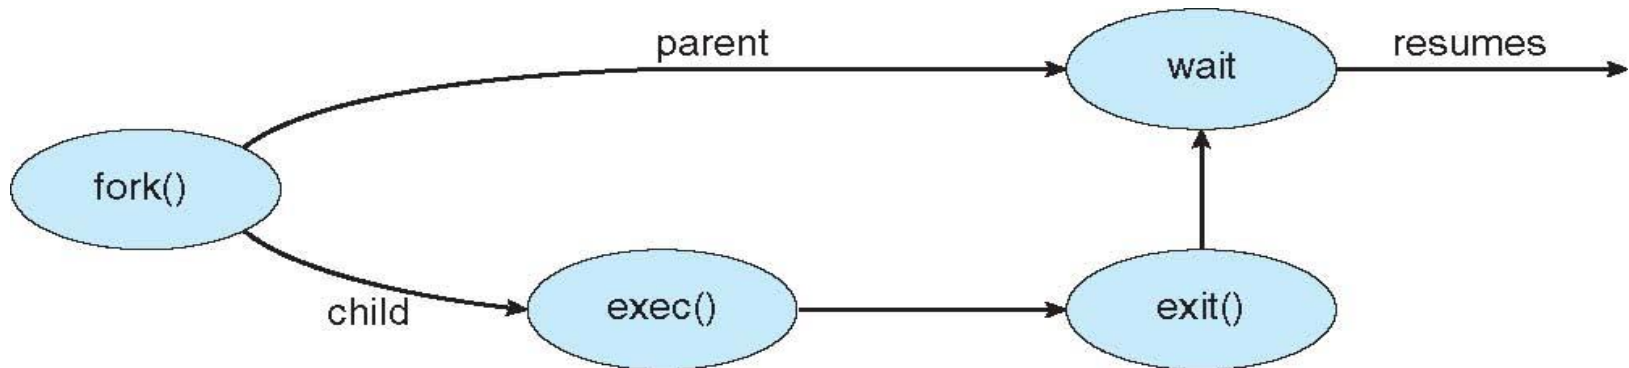 parent
wait
resumes
fork()
child
exec()
exit()